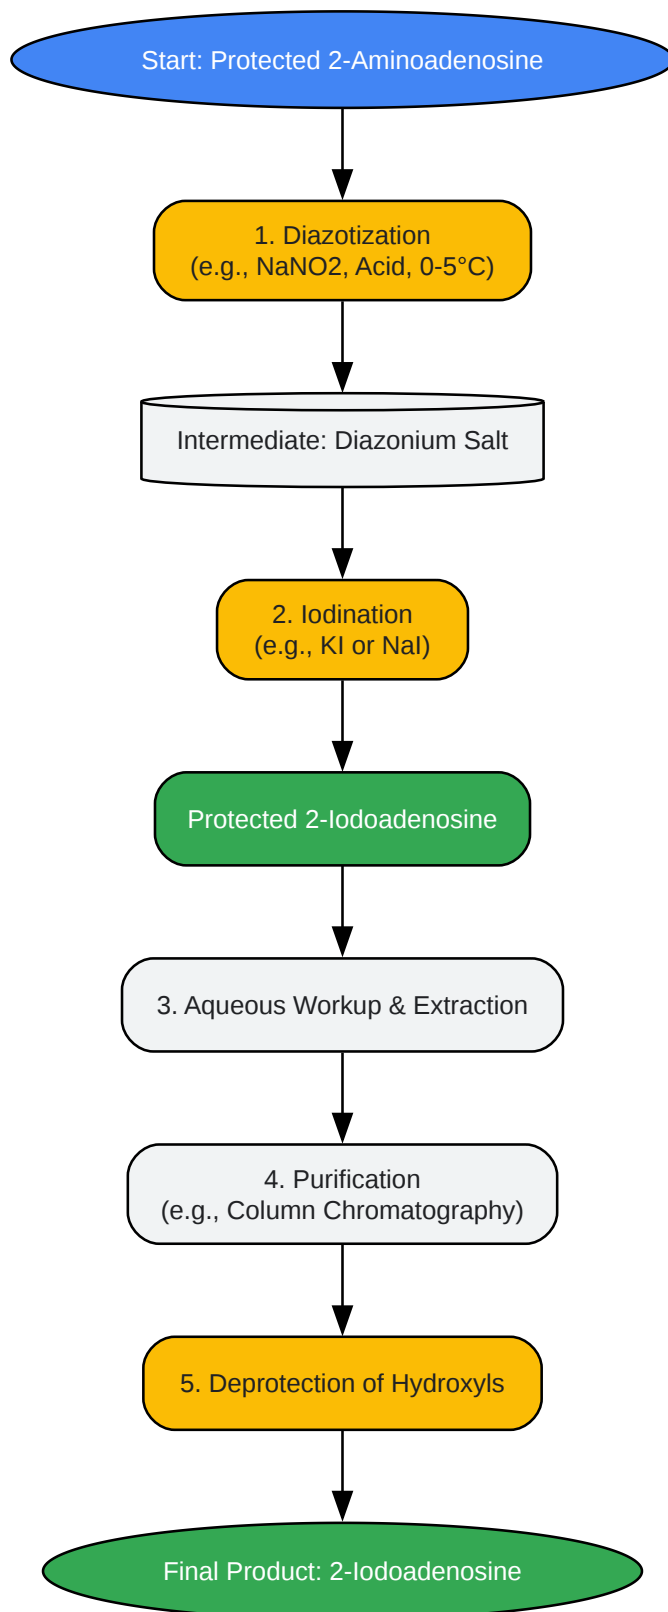 Start: Protected 2-Aminoadenosine
1. Diazotization
(e.g., NaNO2, Acid, 0-5°C)
Intermediate: Diazonium Salt
2. Iodination
(e.g., KI or NaI)
Protected 2-Iodoadenosine
3. Aqueous Workup & Extraction
4. Purification
(e.g., Column Chromatography)
5. Deprotection of Hydroxyls
Final Product: 2-Iodoadenosine